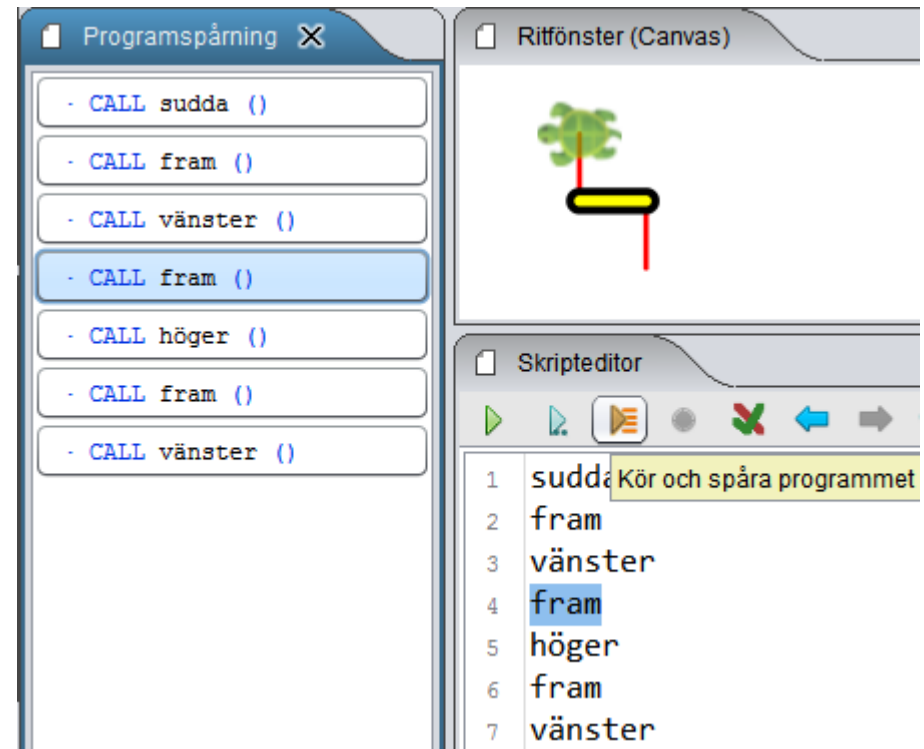 Programspårning
· CALL sudda ()
· CALL fram ()
· CALL vänster ()
· CALL fram ()
· CALL höger ()
· CALL fram ()
· CALL vänster ()
Ritfönster (Canvas)
Skripteditor
Kör och spåra programmet
1 sudda
2 fram
3 vänster
4 fram
5 höger
6 fram
7 vänster